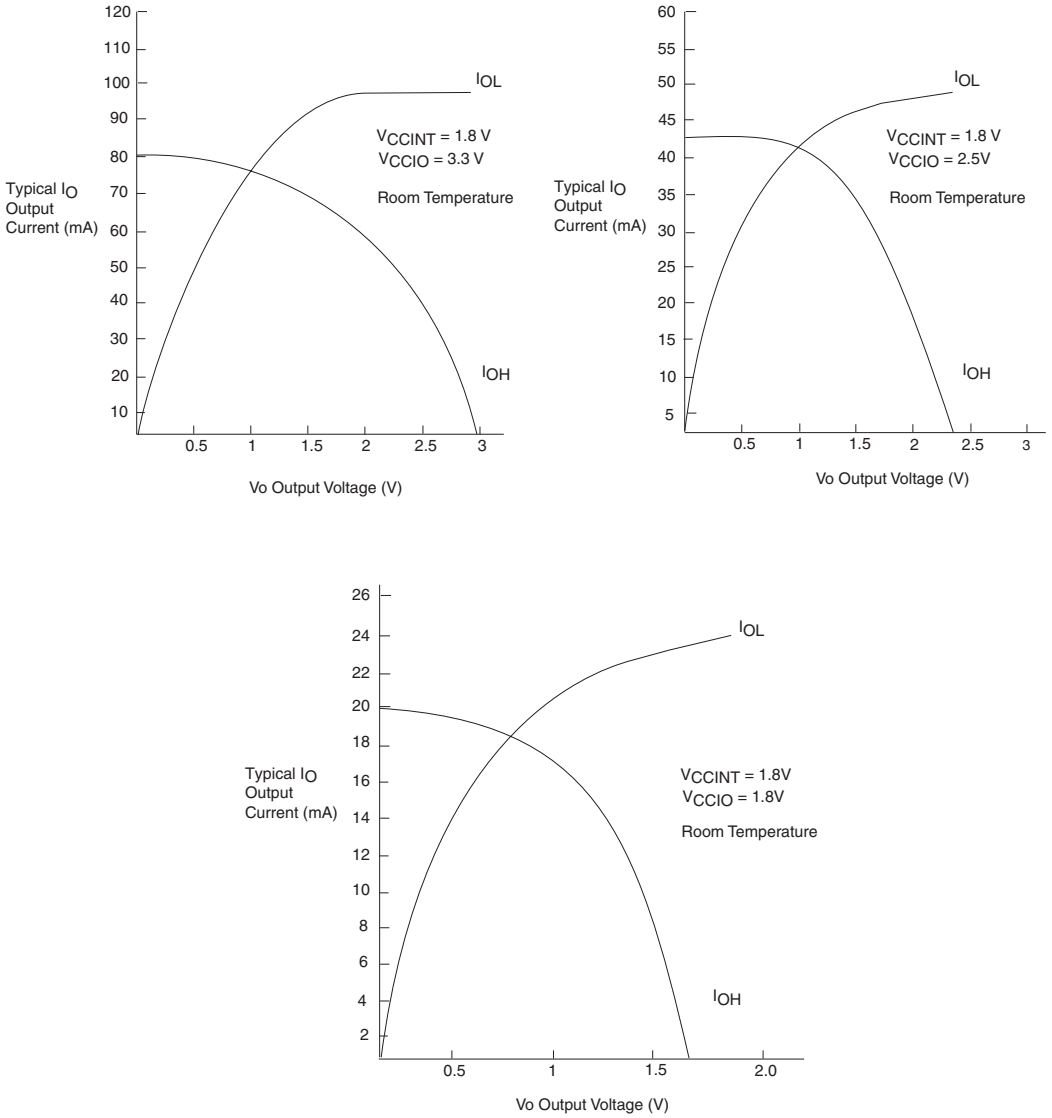 120
110
100
90
80
70
60
50
40
30
20
10
Typical IO
Output
Current (mA)
IOL
VCCINT = 1.8 V
VCCIO = 3.3 V
Room Temperature
IOH
0.5 1 1.5 2 2.5 3
Vo Output Voltage (V)
60
55
50
45
40
35
30
25
20
15
10
5
Typical IO
Output
Current (mA)
IOL
VCCINT = 1.8 V
VCCIO = 2.5V
Room Temperature
IOH
0.5 1 1.5 2 2.5 3
Vo Output Voltage (V)
26
24
22
20
18
16
14
12
10
8
6
4
2
Typical IO
Output
Current (mA)
IOL
VCCINT = 1.8V
VCCIO = 1.8V
Room Temperature
IOH
0.5 1 1.5 2.0
Vo Output Voltage (V)